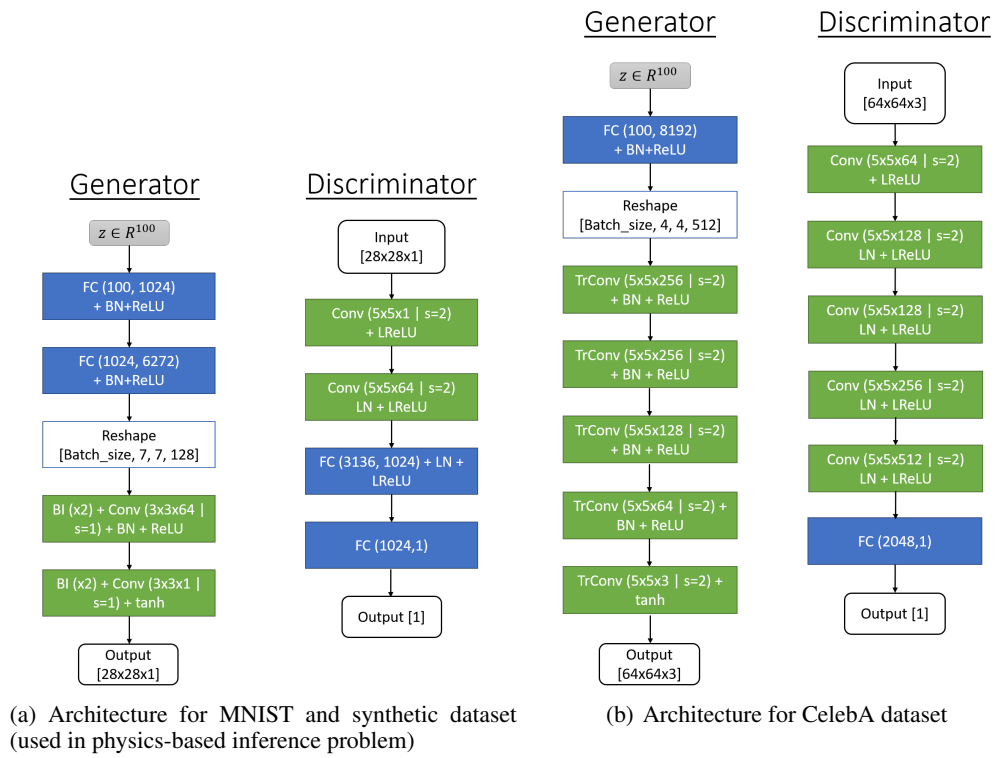 Generator
z ∈ R^100
FC (100, 1024)
+ BN+ReLU
FC (1024, 6272)
+ BN+ReLU
Reshape
[Batch_size, 7, 7, 128]
BI (x2) + Conv (3x3x64 |
s=1) + BN + ReLU
BI (x2) + Conv (3x3x1 |
s=1) + tanh
Output
[28x28x1]
Discriminator
Input
[28x28x1]
Conv (5x5x1 | s=2)
+ LReLU
Conv (5x5x64 | s=2)
LN + LReLU
FC (3136, 1024) + LN +
LReLU
FC (1024,1)
Output [1]
(a) Architecture for MNIST and synthetic dataset
(used in physics-based inference problem)
Generator
z ∈ R^100
FC (100, 8192)
+ BN+ReLU
Reshape
[Batch_size, 4, 4, 512]
TrConv (5x5x256 | s=2)
+ BN + ReLU
TrConv (5x5x256 | s=2)
+ BN + ReLU
TrConv (5x5x128 | s=2)
+ BN + ReLU
TrConv (5x5x64 | s=2) +
BN + ReLU
TrConv (5x5x3 | s=2) +
tanh
Output
[64x64x3]
Discriminator
Input
[64x64x3]
Conv (5x5x64 | s=2)
+ LReLU
Conv (5x5x128 | s=2)
LN + LReLU
Conv (5x5x128 | s=2)
LN + LReLU
Conv (5x5x256 | s=2)
LN + LReLU
Conv (5x5x512 | s=2)
LN + LReLU
FC (2048,1)
Output [1]
(b) Architecture for CelebA dataset